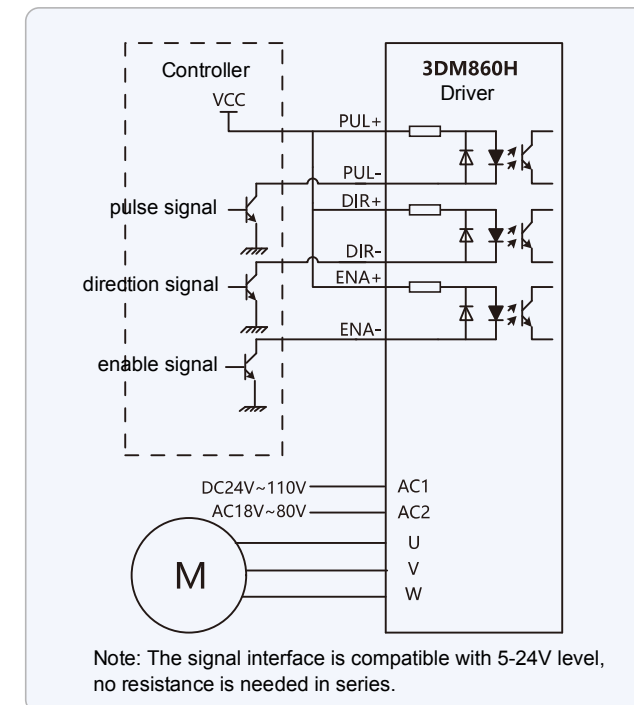 Controller
VCC
3DM860H
Driver
PUL+
PUL-
pulse signal
DIR+
DIR-
direction signal
ENA+
ENA-
enable signal
DC24V~110V
AC1
AC18V~80V
AC2
U
V
W
M
Note: The signal interface is compatible with 5-24V level,
no resistance is needed in series.